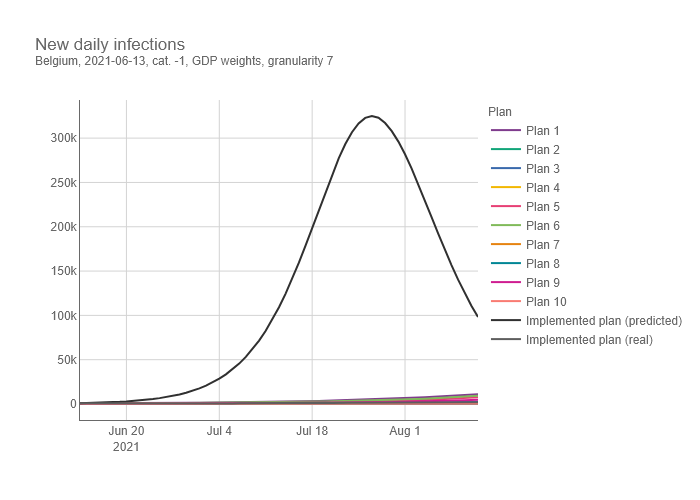 New daily infections
Belgium, 2021-06-13, cat. -1, GDP weights, granularity 7
Plan
Plan 1
Plan 2
Plan 3
Plan 4
Plan 5
Plan 6
Plan 7
Plan 8
Plan 9
Plan 10
Implemented plan (predicted)
Implemented plan (real)
300k
250k
200k
150k
100k
50k
0
Jun 20 Jul 4 Jul 18 Aug 1
2021